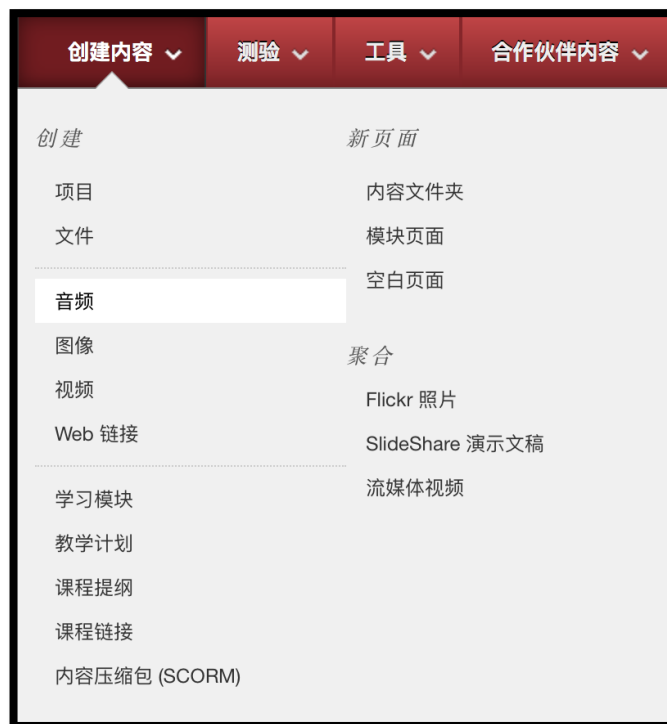 创建内容
测验
工具
合作伙伴内容
创建
项目
文件
音频
图像
视频
Web 链接
学习模块
教学计划
课程提纲
课程链接
内容压缩包 (SCORM)
新页面
内容文件夹
模块页面
空白页面
聚合
Flickr 照片
SlideShare 演示文稿
流媒体视频